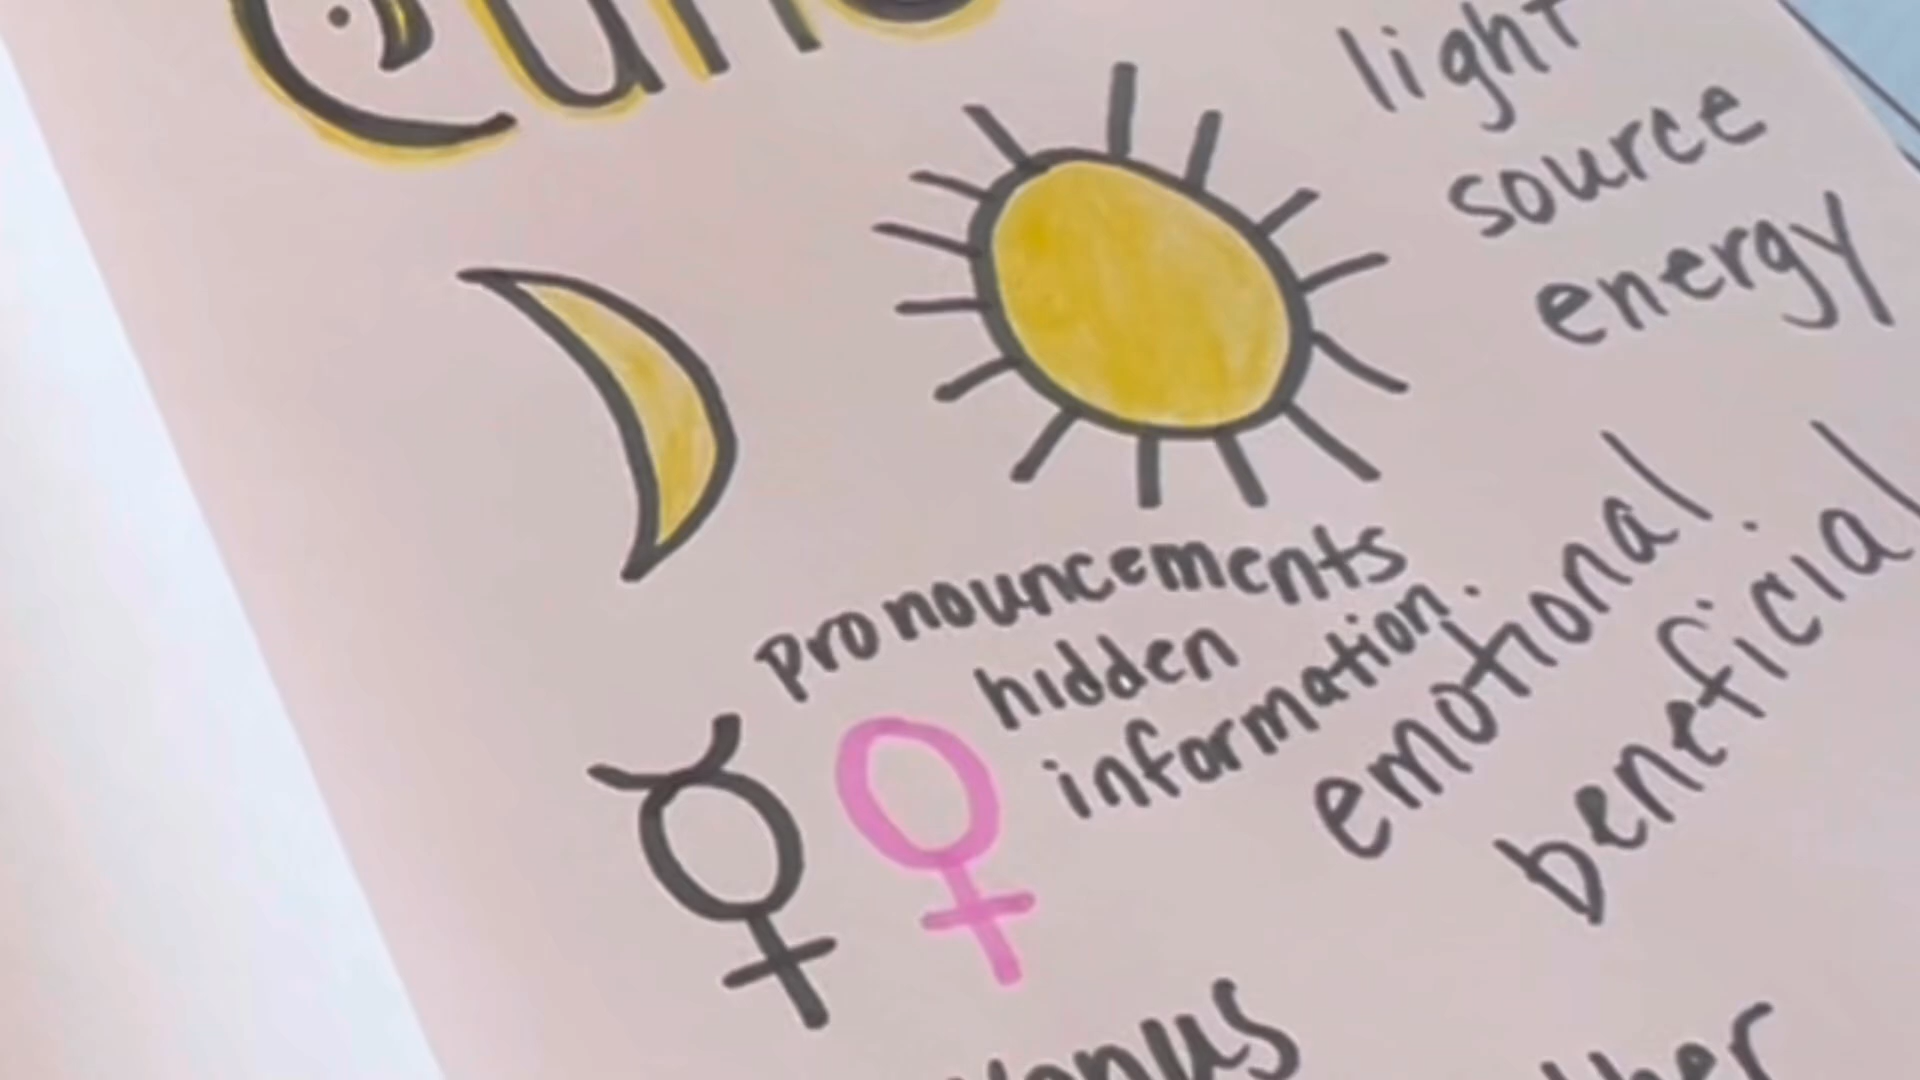 light
source
energy
pronouncements
hidden
information.
emotional
beneficial